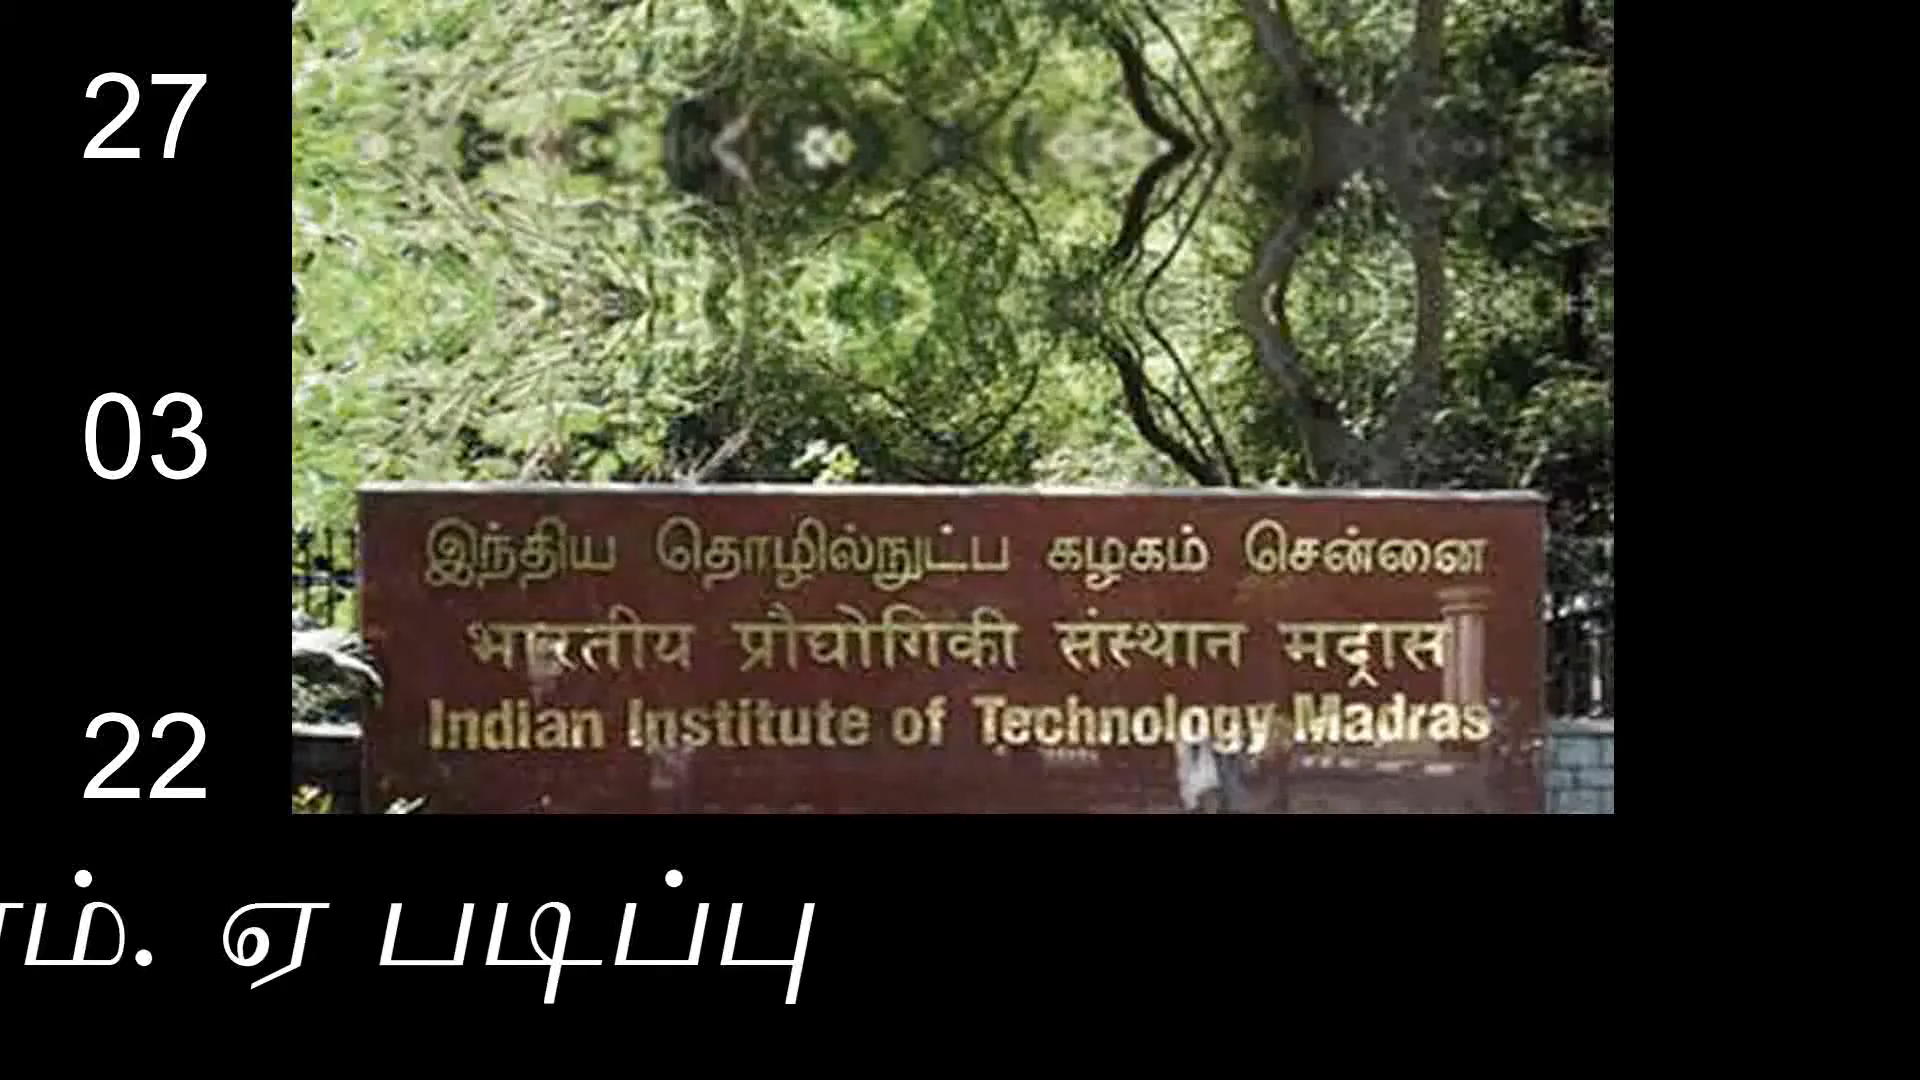 27
03
22
இந்திய தொழில்நுட்ப கழகம் சென்னை
भारतीय प्रौद्योगिकी संस्थान मद्रास
Indian Institute of Technology Madras
ஏ படிப்பு